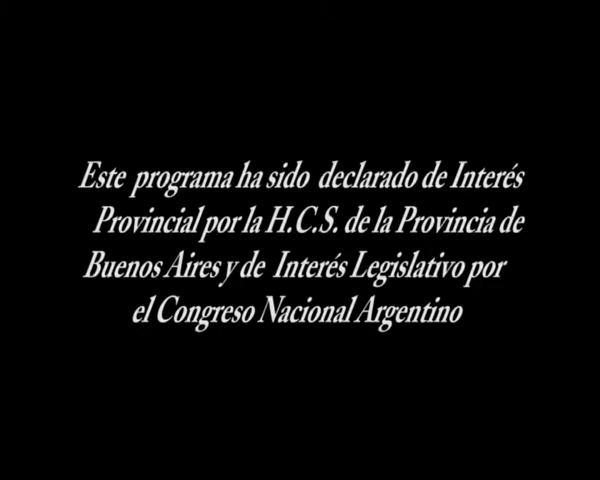 Este programa ha sido declarado de Interés
Provincial por la H.C.S. de la Provincia de
Buenos Aires y de Interés Legislativo por
el Congreso Nacional Argentino